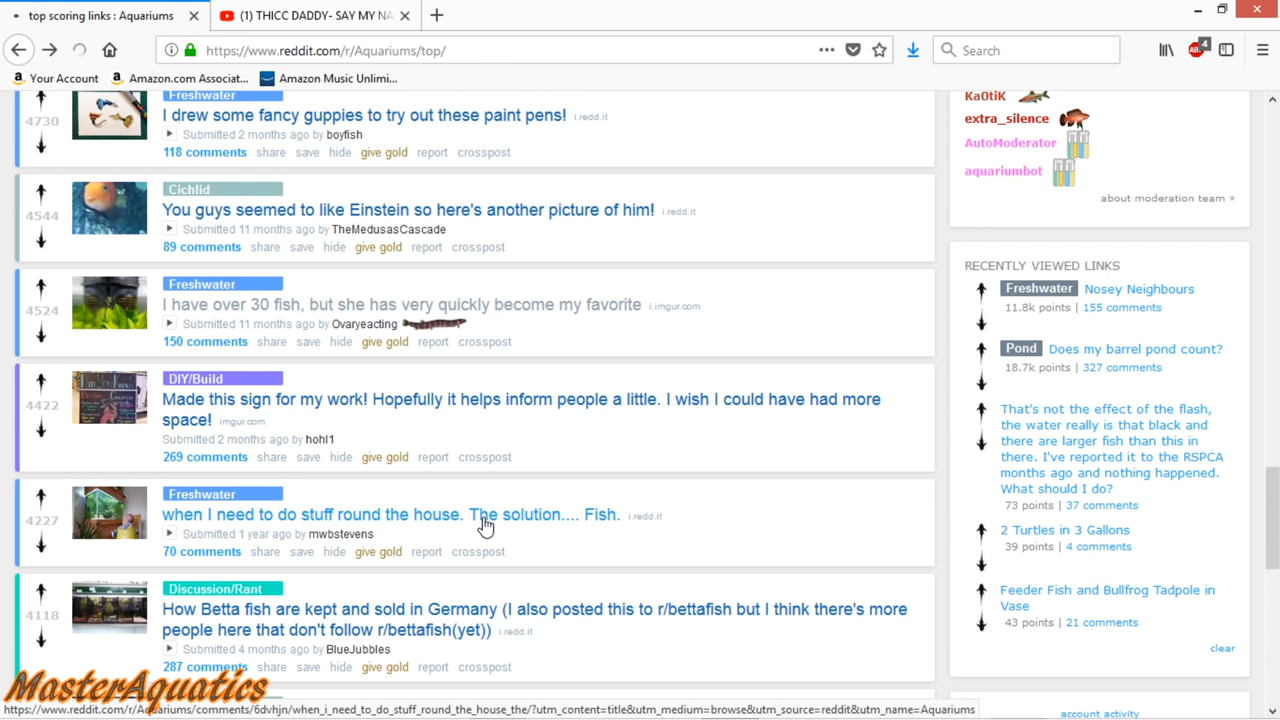 top scoring links : Aquariums
(1) THICC DADDY- SAY MY NA
https://www.reddit.com/r/Aquariums/top/
Search
4
Your Account
Amazon.com Associat...
Amazon Music Unlimi...
4730
Freshwater
I drew some fancy guppies to try out these paint pens! i.redd.it
Submitted 2 months ago by boyfish
118 comments share save hide give gold report crosspost
4544
Cichlid
You guys seemed to like Einstein so here's another picture of him! i.redd.it
Submitted 11 months ago by TheMedusasCascade
89 comments share save hide give gold report crosspost
4524
Freshwater
I have over 30 fish, but she has very quickly become my favorite i.imgur.com
Submitted 11 months ago by Ovaryeacting
150 comments share save hide give gold report crosspost
4422
DIY/Build
Made this sign for my work! Hopefully it helps inform people a little. I wish I could have had more
space! imgur.com
Submitted 2 months ago by hohl1
269 comments share save hide give gold report crosspost
4227
Freshwater
when I need to do stuff round the house. The solution.... Fish. i.redd.it
Submitted 1 year ago by mwbstevens
70 comments share save hide give gold report crosspost
4118
Discussion/Rant
How Betta fish are kept and sold in Germany (I also posted this to r/bettafish but I think there's more
people here that don't follow r/bettafish(yet)) i.redd.it
Submitted 4 months ago by BlueJubbles
287 comments share save hide give gold report crosspost
KaOtiK
extra_silence
AutoModerator
aquariumbot
about moderation team »
RECENTLY VIEWED LINKS
Freshwater Nosey Neighbours
11.8k points | 155 comments
Pond Does my barrel pond count?
18.7k points | 327 comments
That's not the effect of the flash,
the water really is that black and
there are larger fish than this in
there. I've reported it to the RSPCA
months ago and nothing happened.
What should I do?
73 points | 37 comments
2 Turtles in 3 Gallons
39 points | 4 comments
Feeder Fish and Bullfrog Tadpole in
Vase
43 points | 21 comments
clear
account activity
MasterAquatics
https://www.reddit.com/r/Aquariums/comments/6dvhjn/when_i_need_to_do_stuff_round_the_house_the/?utm_content=title&utm_medium=browse&utm_source=reddit&utm_name=Aquariums